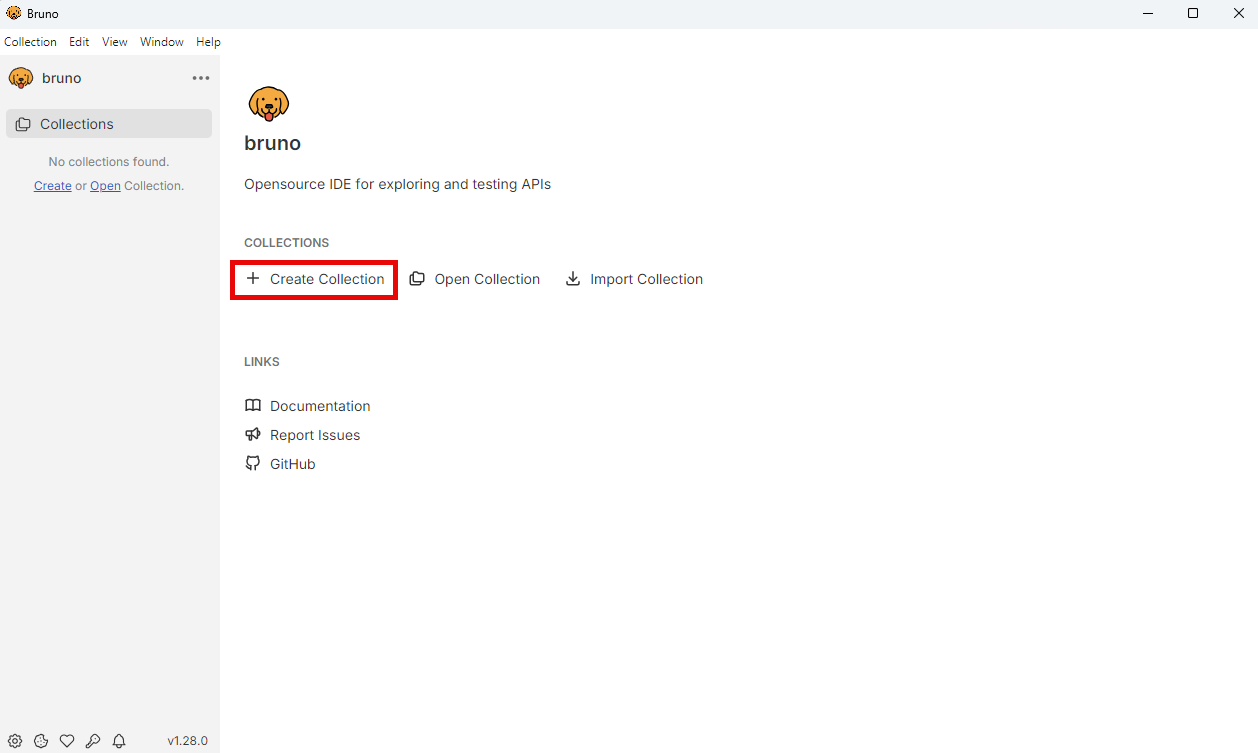 Bruno
Collection Edit View Window Help
bruno
Collections
No collections found.
Create or Open Collection.
bruno
Opensource IDE for exploring and testing APIs
COLLECTIONS
Create Collection Open Collection Import Collection
LINKS
Documentation
Report Issues
GitHub
v1.28.0